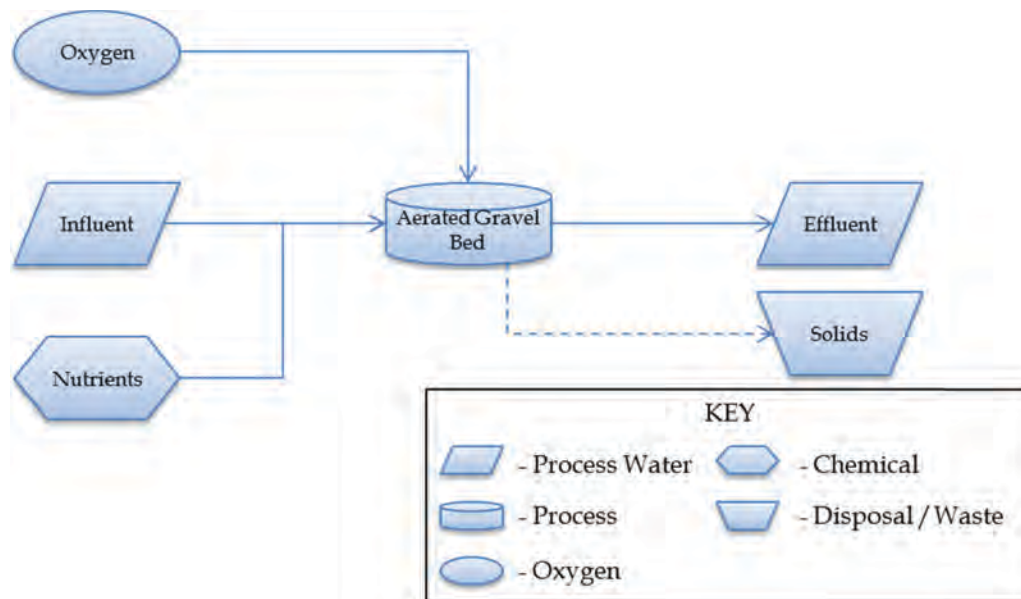 Oxygen
Influent
Aerated Gravel
Bed
Effluent
Nutrients
Solids
KEY
- Process Water
- Chemical
- Process
- Disposal / Waste
- Oxygen